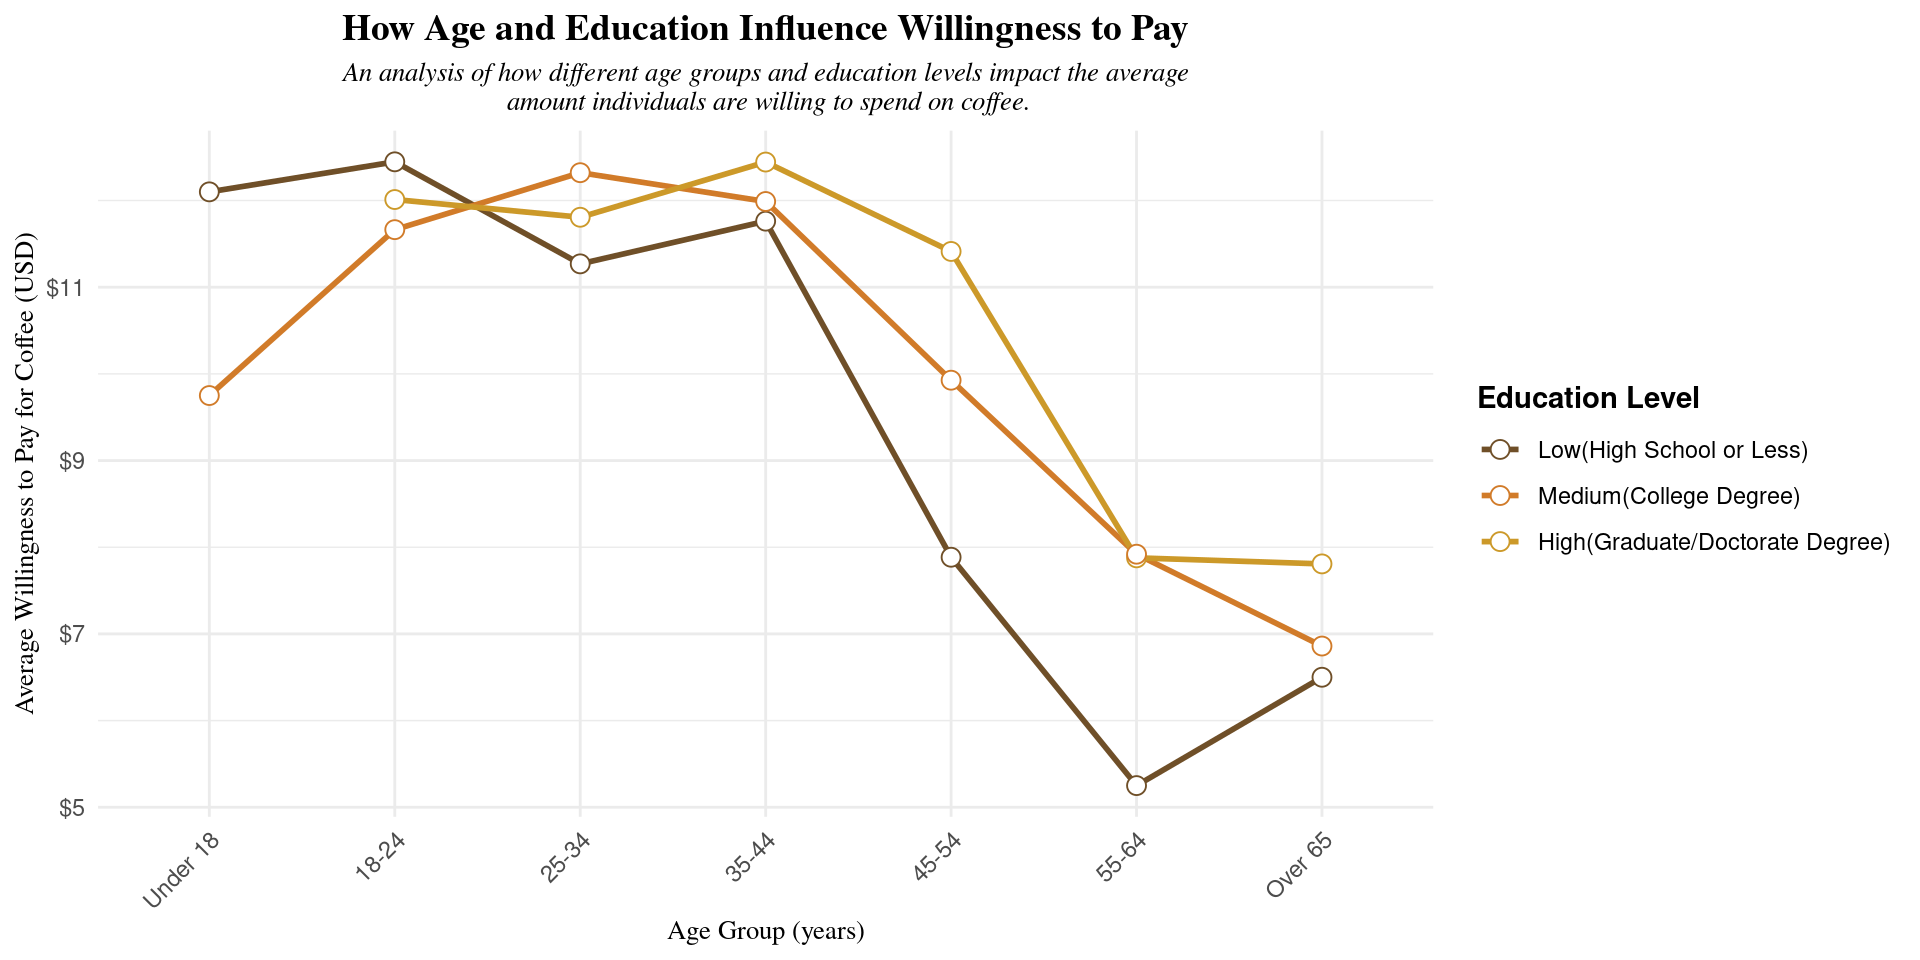 How Age and Education Influence Willingness to Pay
An analysis of how different age groups and education levels impact the average
amount individuals are willing to spend on coffee.
Average Willingness to Pay for Coffee (USD)
$11
$9
$7
$5
Under 18
18-24
25-34
35-44
45-54
55-64
Over 65
Age Group (years)
Education Level
Low(High School or Less)
Medium(College Degree)
High(Graduate/Doctorate Degree)